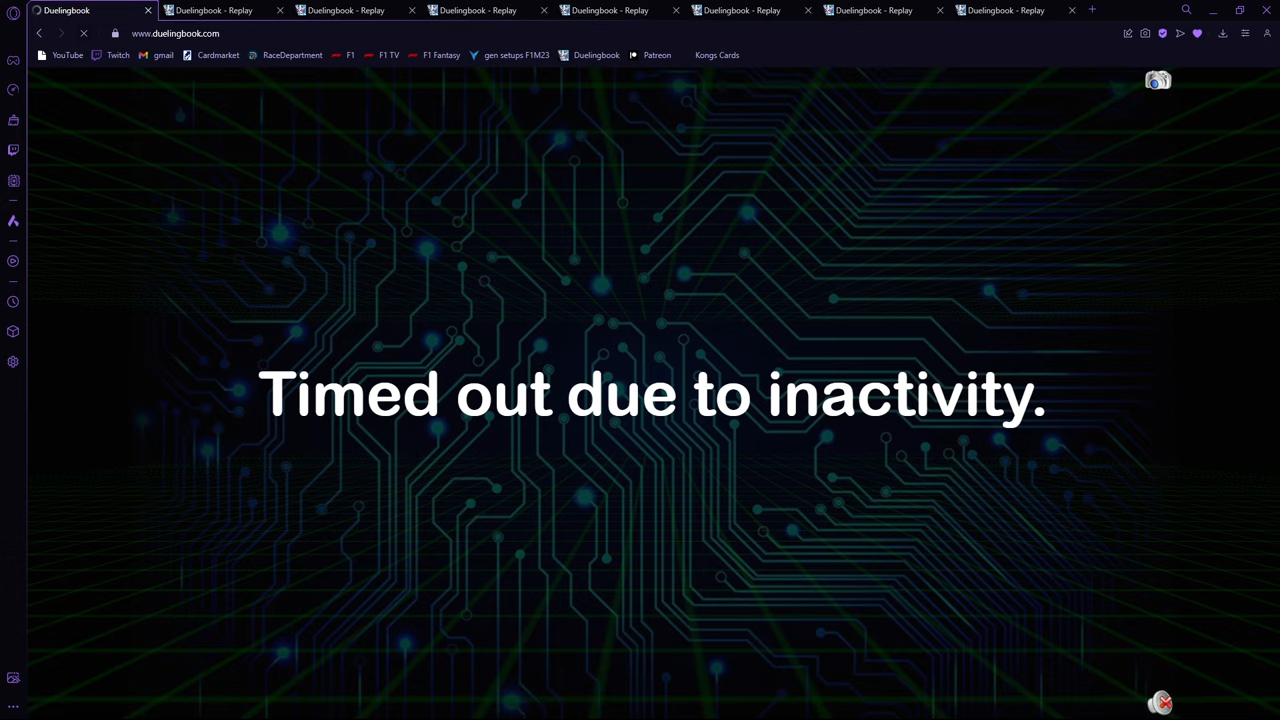 Duelingbook
Duelingbook - Replay
Duelingbook - Replay
Duelingbook - Replay
Duelingbook - Replay
Duelingbook - Replay
Duelingbook - Replay
Duelingbook - Replay
www.duelingbook.com
YouTube
Twitch
gmail
Cardmarket
RaceDepartment
F1
F1 TV
F1 Fantasy
gen setups F1M23
Duelingbook
Patreon
Kongs Cards
Timed out due to inactivity.